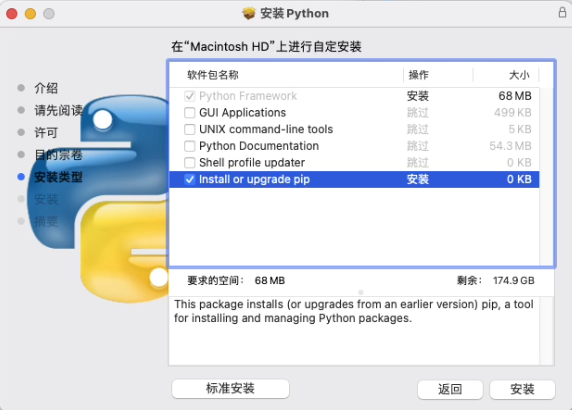 安装 Python
在“Macintosh HD”上进行自定安装
介绍
请先阅读
许可
目的宗卷
安装类型
安装
摘要
软件包名称 操作 大小
Python Framework 安装 68 MB
GUI Applications 跳过 499 KB
UNIX command-line tools 跳过 5 KB
Python Documentation 跳过 54.3 MB
Shell profile updater 跳过 0 KB
Install or upgrade pip 安装 0 KB
要求的空间： 68 MB 剩余： 174.9 GB
This package installs (or upgrades from an earlier version) pip, a tool
for installing and managing Python packages.
标准安装 返回 安装